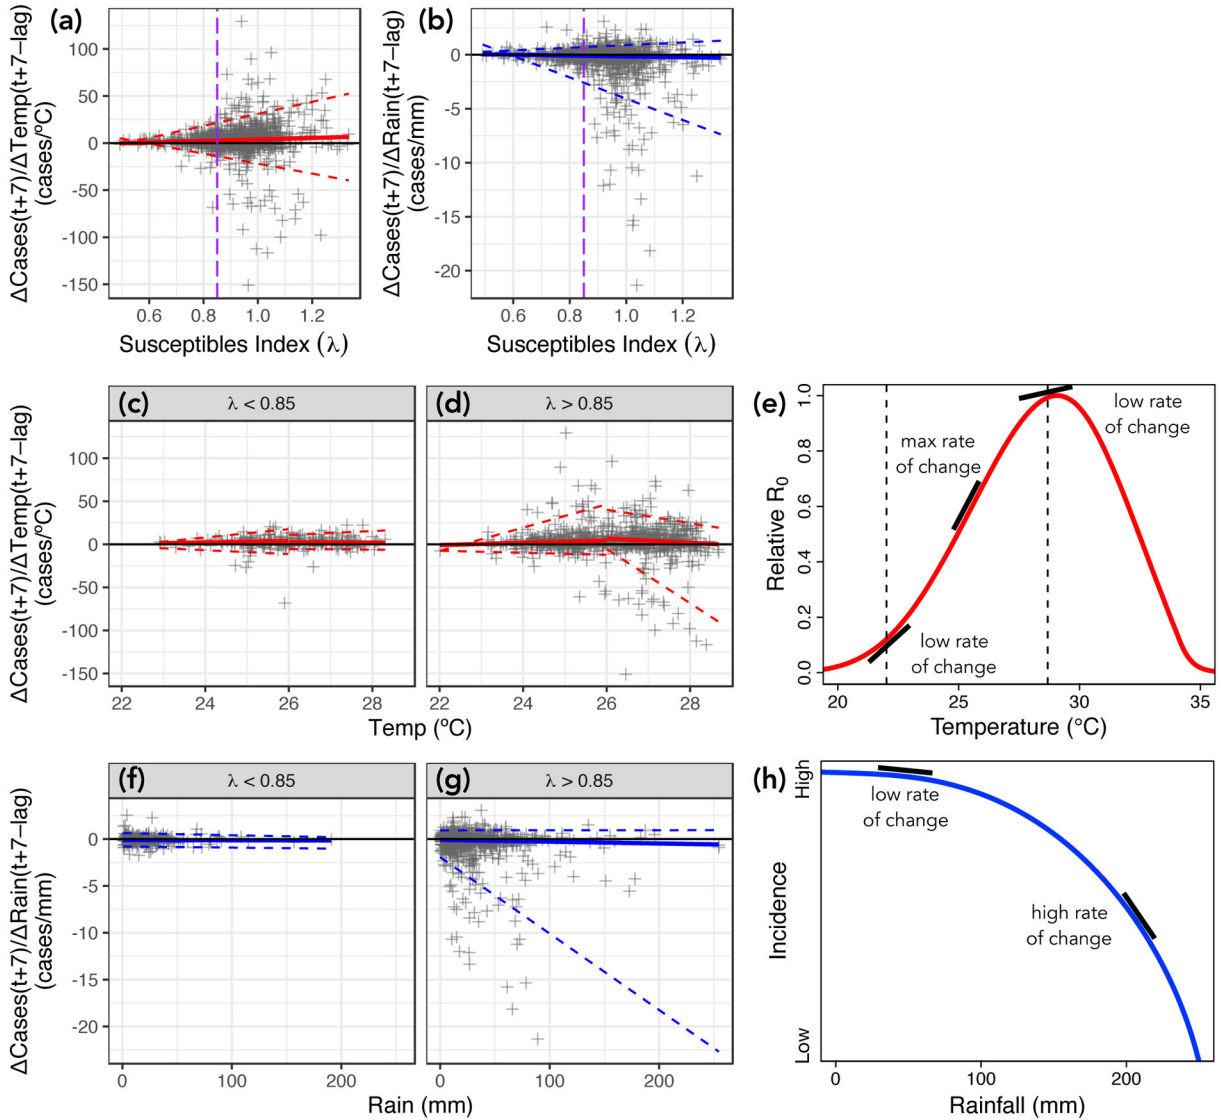 (a)
ΔCases(t+7)/ΔTemp(t+7−lag)
(cases/ºC)
100
50
0
-50
-100
-150
0.6
0.8
1.0
1.2
Susceptibles Index (λ)
(b)
ΔCases(t+7)/ΔRain(t+7−lag)
(cases/mm)
0
-5
-10
-15
-20
0.6
0.8
1.0
1.2
Susceptibles Index (λ)
(c)
λ < 0.85
(d)
λ > 0.85
ΔCases(t+7)/ΔTemp(t+7−lag)
(cases/ºC)
100
50
0
-50
-100
-150
22
24
26
28
22
24
26
28
Temp (ºC)
(e)
Relative R0
1.0
0.8
0.6
0.4
0.2
0.0
low rate
of change
max rate
of change
low rate
of change
20
25
30
35
Temperature (°C)
(f)
λ < 0.85
(g)
λ > 0.85
ΔCases(t+7)/ΔRain(t+7−lag)
(cases/mm)
0
-5
-10
-15
-20
0
100
200
0
100
200
Rain (mm)
(h)
High
Incidence
Low
low rate
of change
high rate
of change
0
100
200
Rainfall (mm)